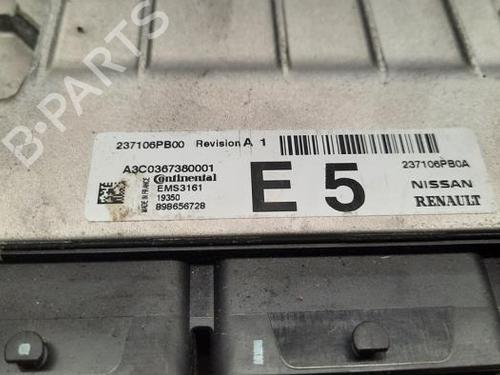 B-PARTS
237106PB00 Revision A 1
A3C0367380001
Continental
EMS3161
19350
898656728
MADE IN FRANCE
E 5
237106PB0A
NISSAN
RENAULT